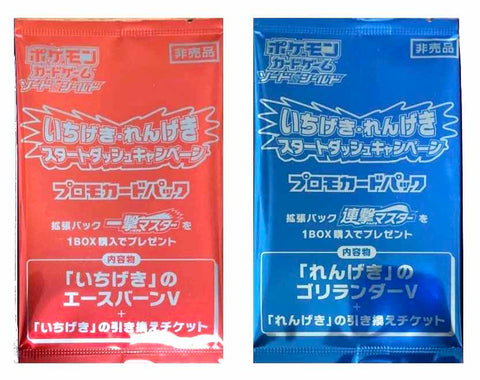 ポケモン
カードゲーム
ソード&シールド
非売品
いちげき・れんげき
スタートダッシュキャンペーン
プロモカードパック
拡張パック 一撃マスター を
1BOX購入でプレゼント
内容物
「いちげき」の
エースバーンV
+
「いちげき」の引き換えチケット
ポケモン
カードゲーム
ソード&シールド
非売品
いちげき・れんげき
スタートダッシュキャンペーン
プロモカードパック
拡張パック 連撃マスター を
1BOX購入でプレゼント
内容物
「れんげき」の
ゴリランダーV
+
「れんげき」の引き換えチケット